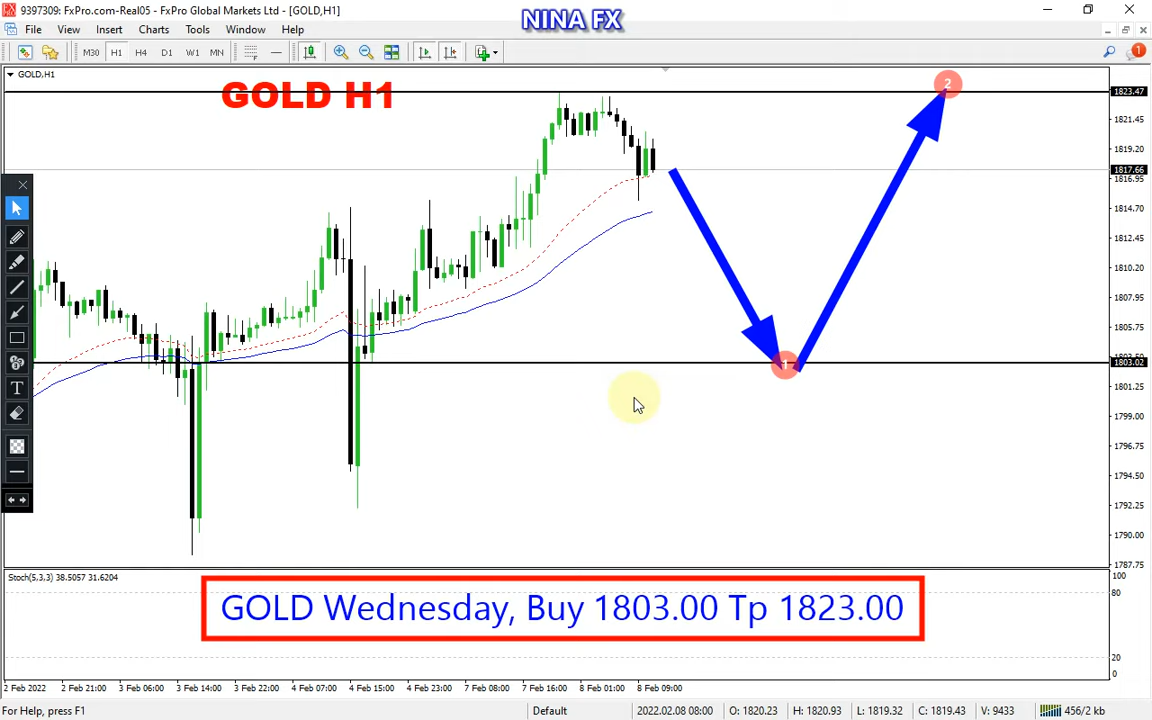 9397309: FxPro.com-Real05 - FxPro Global Markets Ltd - [GOLD,H1]
NINA FX
File View Insert Charts Tools Window Help
M30 H1 H4 D1 W1 MN
1
GOLD,H1
GOLD H1
2
1823.47
1821.45
1819.20
1817.66
1816.95
1814.70
1812.45
1810.20
1807.95
1805.75
1
1803.02
1801.25
1799.00
1796.75
1794.50
1792.25
1790.00
1787.75
T
Stoch(5,3,3) 38.5057 31.6204
100
80
20
0
GOLD Wednesday, Buy 1803.00 Tp 1823.00
2 Feb 2022 2 Feb 21:00 3 Feb 06:00 3 Feb 14:00 3 Feb 22:00 4 Feb 07:00 4 Feb 15:00 4 Feb 23:00 7 Feb 08:00 7 Feb 16:00 8 Feb 01:00 8 Feb 09:00
For Help, press F1 Default 2022.02.08 08:00 O: 1820.23 H: 1820.93 L: 1819.32 C: 1819.43 V: 9433 456/2 kb